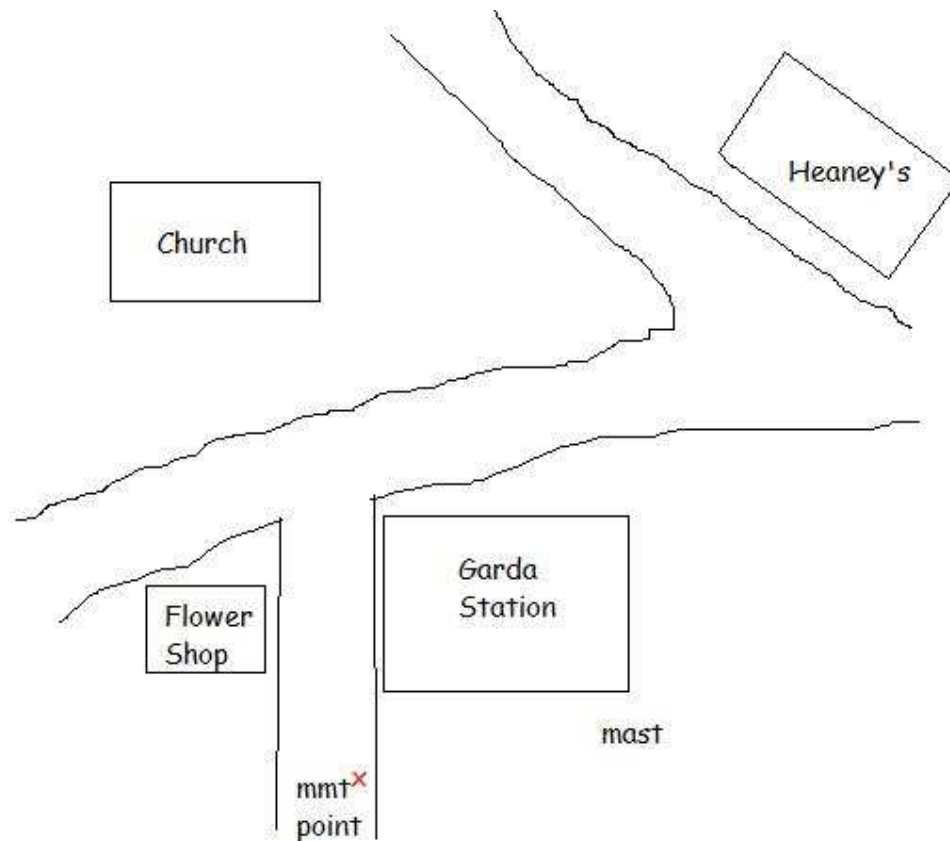 Heaney's
Church
Garda
Station
Flower
Shop
mast
mmt
point